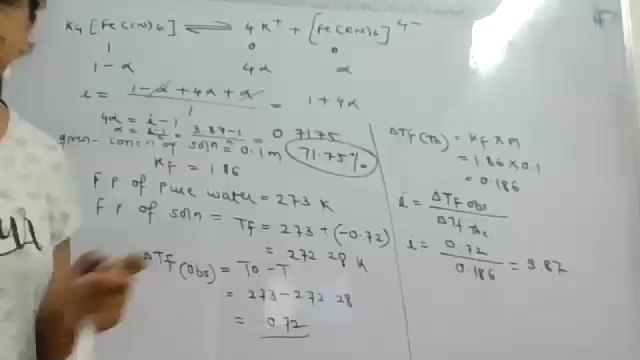 K4[Fe(CN)6] ⇌ 4K+ + [Fe(CN)6]4-
1 0 0
1-α 4α α
i = 1-α+4α+α / 1 = 1+4α
4α = i-1
α = i-1/4 = 3.87-1/4 = 0.7175
given- concn of soln = 0.1m 71.75%
Kf = 1.86
F P of pure water = 273 K
F P of soln = Tf = 273 + (-0.72)
= 272.28 K
ΔTf(obs) = To - T
= 273 - 272.28
= 0.72
ΔTf(Th) = Kf x m
= 1.86 x 0.1
= 0.186
i = ΔTf obs / ΔTf The
i = 0.72 / 0.186 = 3.87